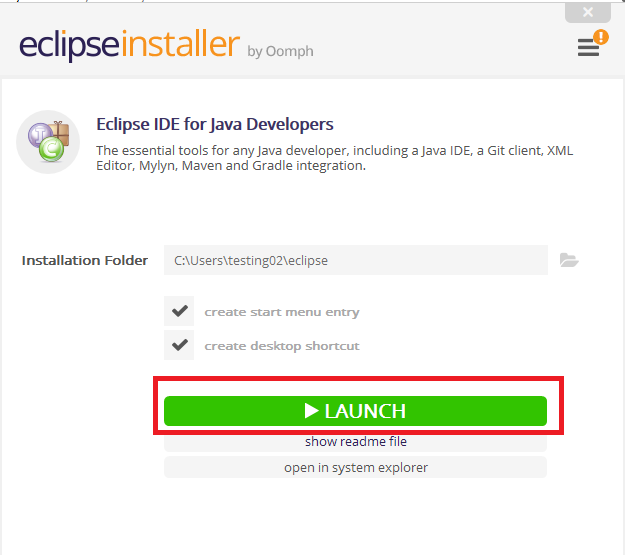 eclipseinstaller by Oomph
Eclipse IDE for Java Developers
The essential tools for any Java developer, including a Java IDE, a Git client, XML
Editor, Mylyn, Maven and Gradle integration.
Installation Folder C:\Users\testing02\eclipse
create start menu entry
create desktop shortcut
LAUNCH
show readme file
open in system explorer